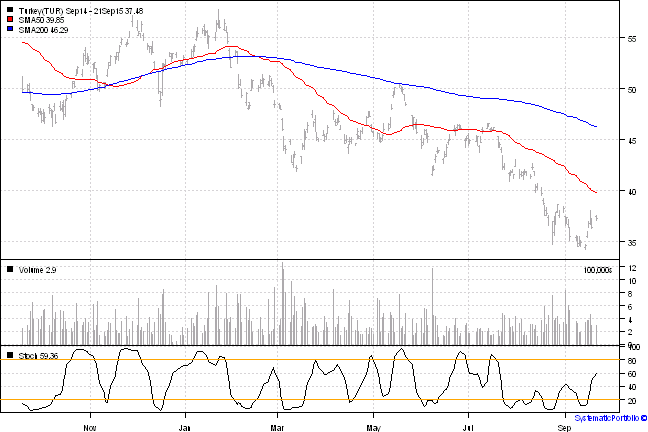 Turkey(TUR) Sep14 - 21Sep15 37.48
SMA50 39.85
SMA200 46.29
55
50
45
40
35
Volume 2.9
100,000s
12
10
8
6
4
2
0
Stoch 59.36
100
80
60
40
20
Nov Jan Mar May Jul Sep
SystematicPortfolio ©